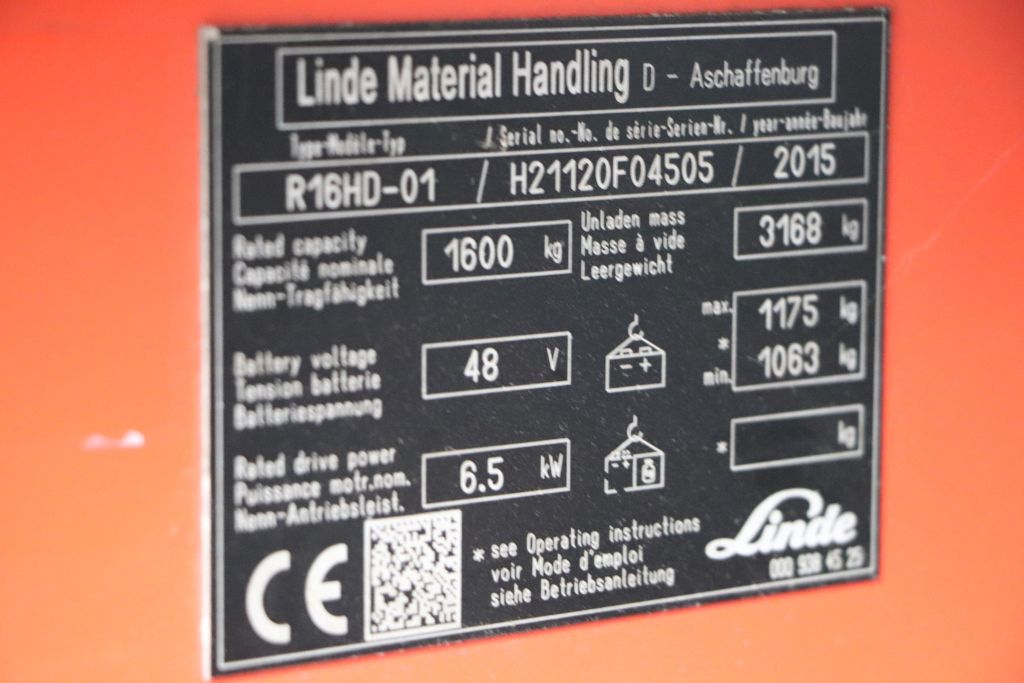 Linde Material Handling D - Aschaffenburg
Type-Modèle-Typ / Serial no.-No. de série-Serien-Nr. / year-année-Baujahr
R16HD-01 / H21120F04505 / 2015
Rated capacity
Capacité nominale
Nenn-Tragfähigkeit
1600 kg
Unladen mass
Masse à vide
Leergewicht
3168 kg
Battery voltage
Tension batterie
Batteriespannung
48 V
- +
max. 1175 kg
*
min. 1063 kg
Rated drive power
Puissance motr.nom.
Nenn-Antriebsleist.
6.5 kW
- +
* kg
CE
* see Operating instructions
voir Mode d'emploi
siehe Betriebsanleitung
Linde
000 938 45 25